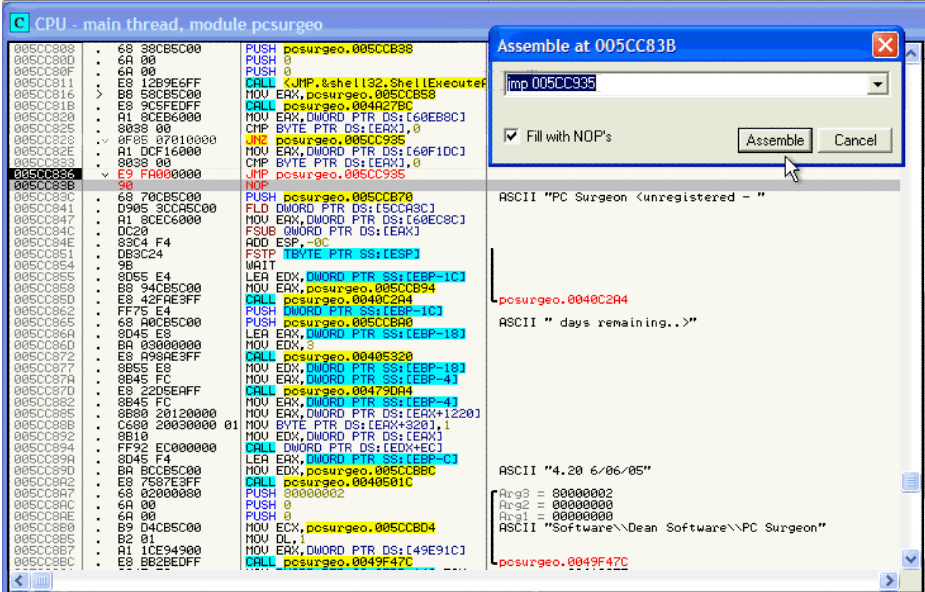 C CPU - main thread, module pcsurgeo
Assemble at 005CC83B
jmp 005CC935
Fill with NOP's
Assemble
Cancel
005CC808 . 68 38CB5C00 PUSH pcsurgeo.005CCB38
005CC80D . 6A 00 PUSH 0
005CC80F . 6A 00 PUSH 0
005CC811 . E8 12B9E6FF CALL <JMP.&shell32.ShellExecuteA
005CC816 > B8 58CB5C00 MOV EAX,pcsurgeo.005CCB58
005CC81B . E8 9C5FEDFF CALL pcsurgeo.004A27BC
005CC820 . A1 8CEB6000 MOV EAX,DWORD PTR DS:[60EB8C]
005CC825 . 8038 00 CMP BYTE PTR DS:[EAX],0
005CC828 .v 0F85 07010000 JNZ pcsurgeo.005CC935
005CC82E . A1 DCF16000 MOV EAX,DWORD PTR DS:[60F1DC]
005CC833 . 8038 00 CMP BYTE PTR DS:[EAX],0
005CC836 v E9 FA000000 JMP pcsurgeo.005CC935
005CC83B 90 NOP
005CC83C . 68 70CB5C00 PUSH pcsurgeo.005CCB70 ASCII "PC Surgeon <unregistered - "
005CC841 . D905 3CCA5C00 FLD DWORD PTR DS:[5CCA3C]
005CC847 . A1 8CEC6000 MOV EAX,DWORD PTR DS:[60EC8C]
005CC84C . DC20 FSUB QWORD PTR DS:[EAX]
005CC84E . 83C4 F4 ADD ESP,-0C
005CC851 . DB3C24 FSTP TBYTE PTR SS:[ESP]
005CC854 . 9B WAIT
005CC855 . 8D55 E4 LEA EDX,DWORD PTR SS:[EBP-1C]
005CC858 . B8 94CB5C00 MOV EAX,pcsurgeo.005CCB94
005CC85D . E8 42FAE3FF CALL pcsurgeo.0040C2A4 pcsurgeo.0040C2A4
005CC862 . FF75 E4 PUSH DWORD PTR SS:[EBP-1C]
005CC865 . 68 A0CB5C00 PUSH pcsurgeo.005CCBA0 ASCII " days remaining..>"
005CC86A . 8D45 E8 LEA EAX,DWORD PTR SS:[EBP-18]
005CC86D . BA 03000000 MOV EDX,3
005CC872 . E8 A98AE3FF CALL pcsurgeo.00405320
005CC877 . 8B55 E8 MOV EDX,DWORD PTR SS:[EBP-18]
005CC87A . 8B45 FC MOV EAX,DWORD PTR SS:[EBP-4]
005CC87D . E8 22D5EAFF CALL pcsurgeo.00479DA4
005CC882 . 8B45 FC MOV EAX,DWORD PTR SS:[EBP-4]
005CC885 . 8B80 20120000 MOV EAX,DWORD PTR DS:[EAX+1220]
005CC88B . C680 20030000 01 MOV BYTE PTR DS:[EAX+320],1
005CC892 . 8B10 MOV EDX,DWORD PTR DS:[EAX]
005CC894 . FF92 EC000000 CALL DWORD PTR DS:[EDX+EC]
005CC89A . 8D45 F4 LEA EAX,DWORD PTR SS:[EBP-C]
005CC89D . BA BCCB5C00 MOV EDX,pcsurgeo.005CCBBC ASCII "4.20 6/06/05"
005CC8A2 . E8 7587E3FF CALL pcsurgeo.0040501C
005CC8A7 . 68 02000080 PUSH 80000002 Arg3 = 80000002
005CC8AC . 6A 00 PUSH 0 Arg2 = 00000000
005CC8AE . 6A 00 PUSH 0 Arg1 = 00000000
005CC8B0 . B9 D4CB5C00 MOV ECX,pcsurgeo.005CCBD4 ASCII "Software\\Dean Software\\PC Surgeon"
005CC8B5 . B2 01 MOV DL,1
005CC8B7 . A1 1CE94900 MOV EAX,DWORD PTR DS:[49E91C]
005CC8BC . E8 BB2BEDFF CALL pcsurgeo.0049F47C pcsurgeo.0049F47C